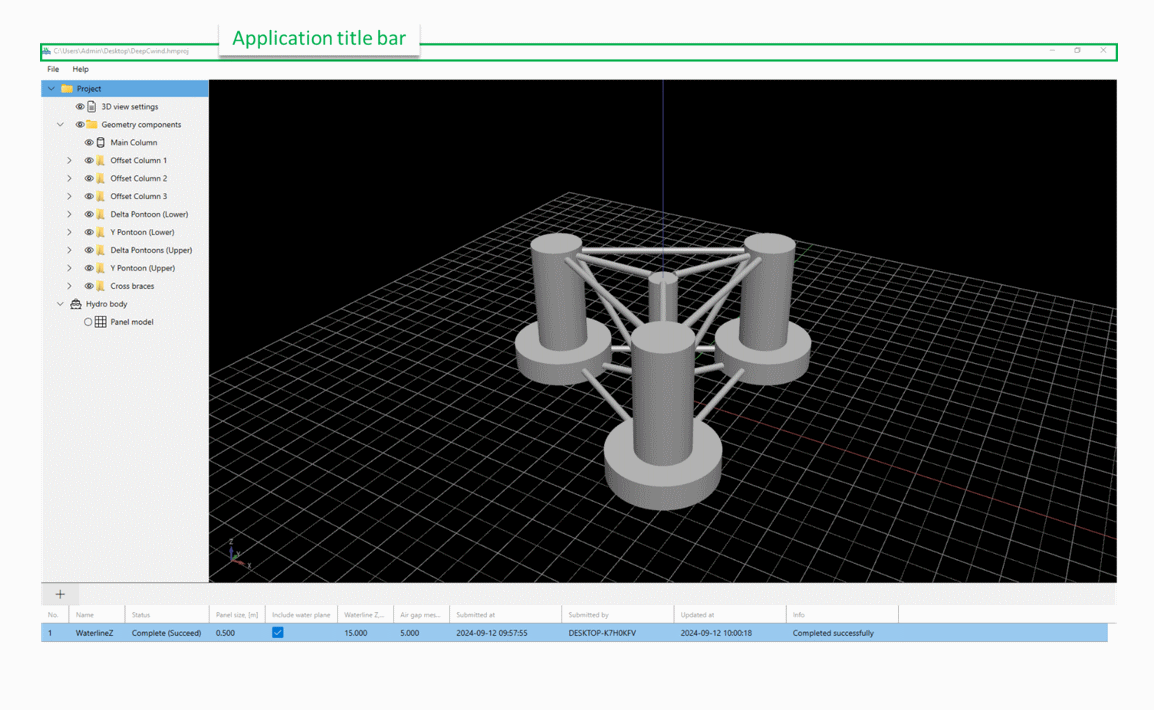 Application title bar
C:\Users\Admin\Desktop\DeepCwind.hmproj
File Help
Project
3D view settings
Geometry components
Main Column
Offset Column 1
Offset Column 2
Offset Column 3
Delta Pontoon (Lower)
Y Pontoon (Lower)
Delta Pontoons (Upper)
Y Pontoon (Upper)
Cross braces
Hydro body
Panel model
Z
Y
X
+
No. Name Status Panel size, [m] Include water plane Waterline Z,... Air gap mes... Submitted at Submitted by Updated at Info
1 WaterlineZ Complete (Succeed) 0.500 15.000 5.000 2024-09-12 09:57:55 DESKTOP-K7H0KFV 2024-09-12 10:00:18 Completed successfully